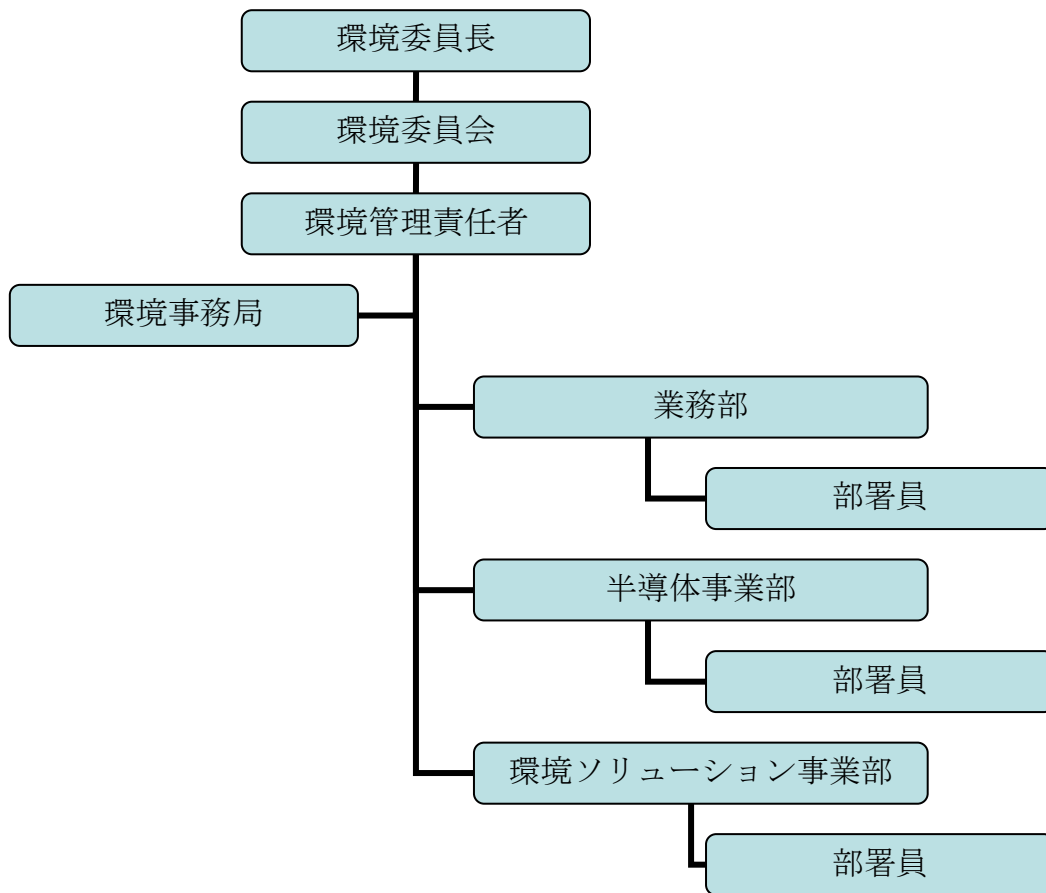 環境委員長
環境委員会
環境管理責任者
環境事務局
業務部
部署員
半導体事業部
部署員
環境ソリューション事業部
部署員